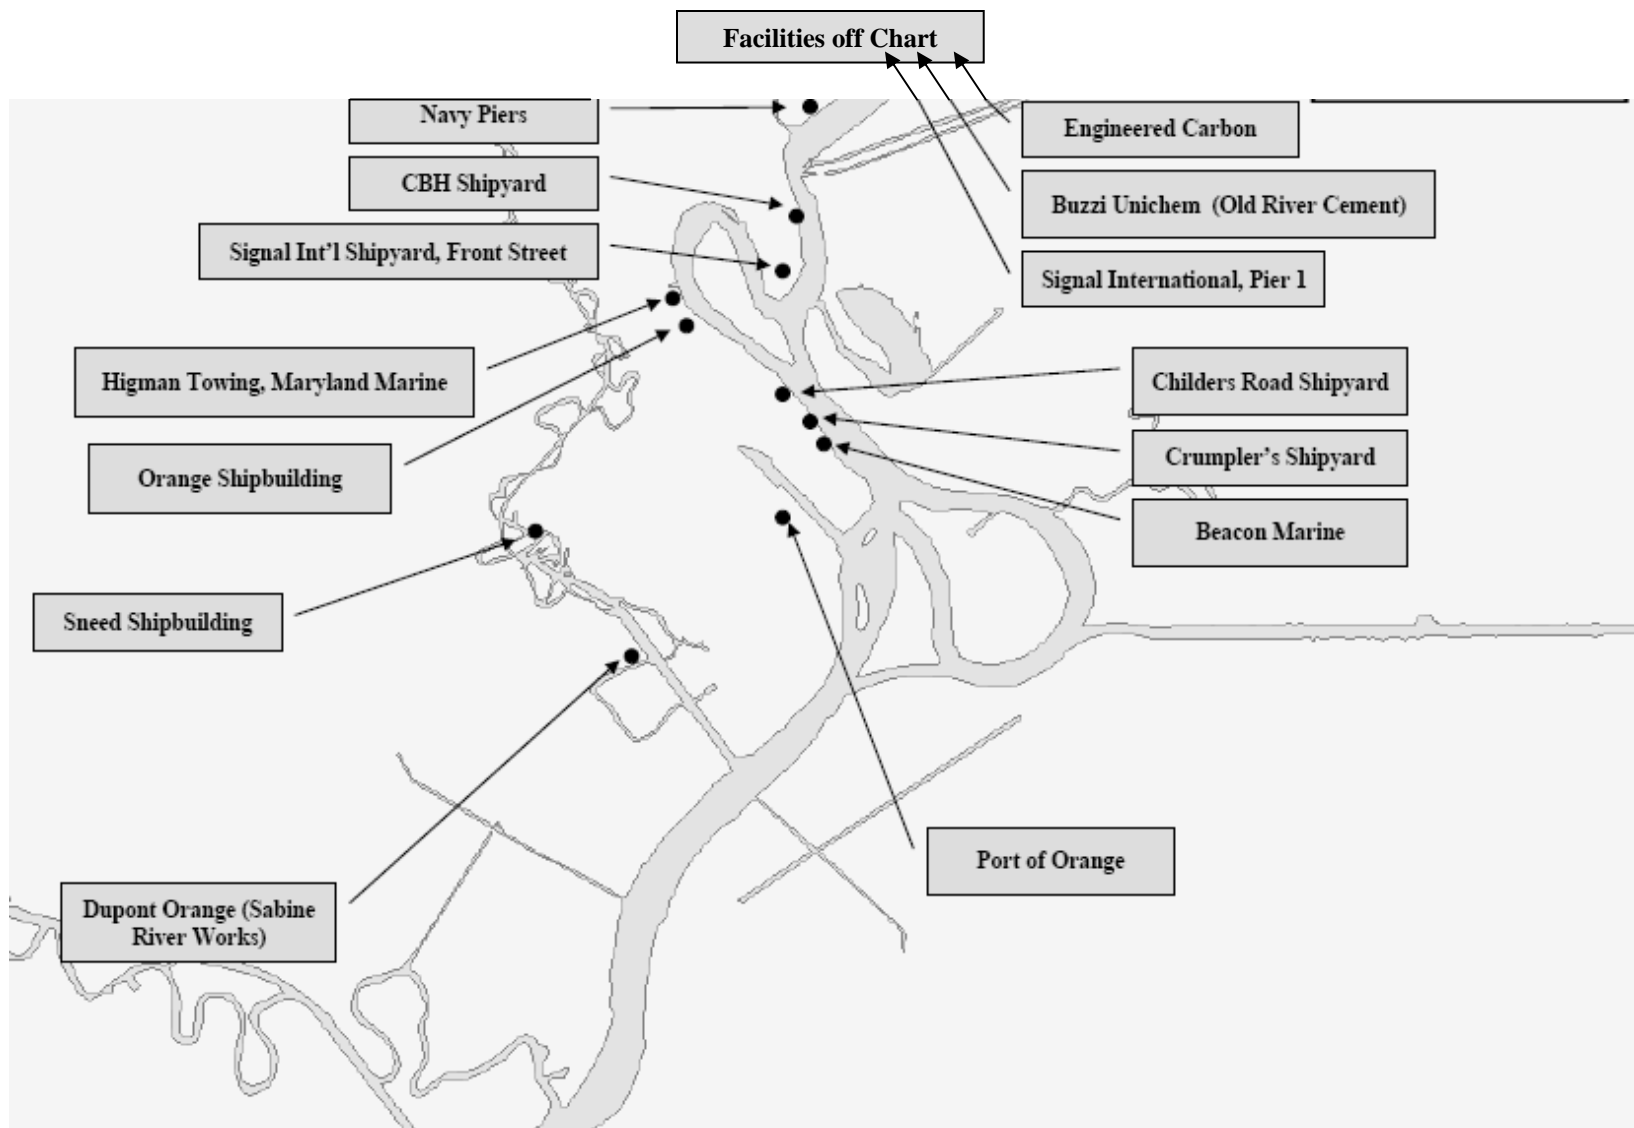 Facilities off Chart
Navy Piers
Engineered Carbon
CBH Shipyard
Buzzi Unichem (Old River Cement)
Signal Int'l Shipyard, Front Street
Signal International, Pier 1
Higman Towing, Maryland Marine
Childers Road Shipyard
Orange Shipbuilding
Crumpler's Shipyard
Beacon Marine
Sneed Shipbuilding
Port of Orange
Dupont Orange (Sabine
River Works)